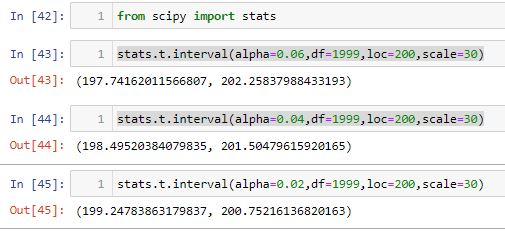 In [42]: 1 from scipy import stats
In [43]: 1 stats.t.interval(alpha=0.06,df=1999,loc=200,scale=30)
Out[43]: (197.74162011566807, 202.25837988433193)
In [44]: 1 stats.t.interval(alpha=0.04,df=1999,loc=200,scale=30)
Out[44]: (198.49520384079835, 201.50479615920165)
In [45]: 1 stats.t.interval(alpha=0.02,df=1999,loc=200,scale=30)
Out[45]: (199.24783863179837, 200.75216136820163)